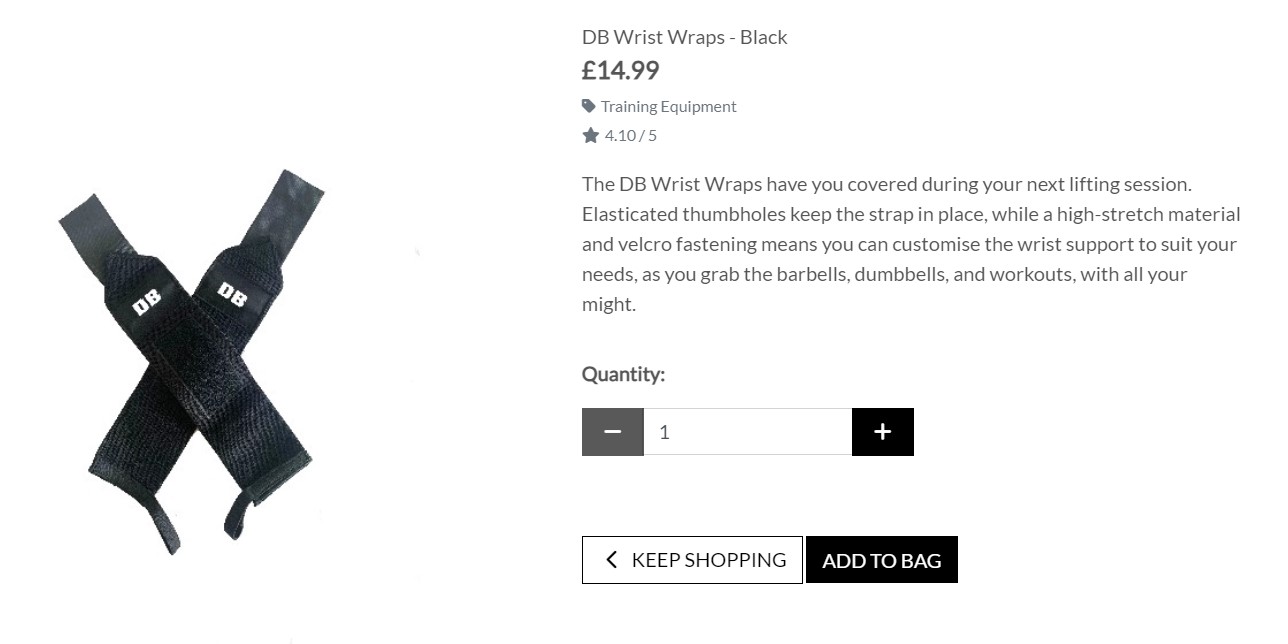 DB Wrist Wraps - Black
£14.99
Training Equipment
4.10 / 5
The DB Wrist Wraps have you covered during your next lifting session.
Elasticated thumbholes keep the strap in place, while a high-stretch material
and velcro fastening means you can customise the wrist support to suit your
needs, as you grab the barbells, dumbbells, and workouts, with all your
might.
DB
DB
Quantity:
1
KEEP SHOPPING
ADD TO BAG